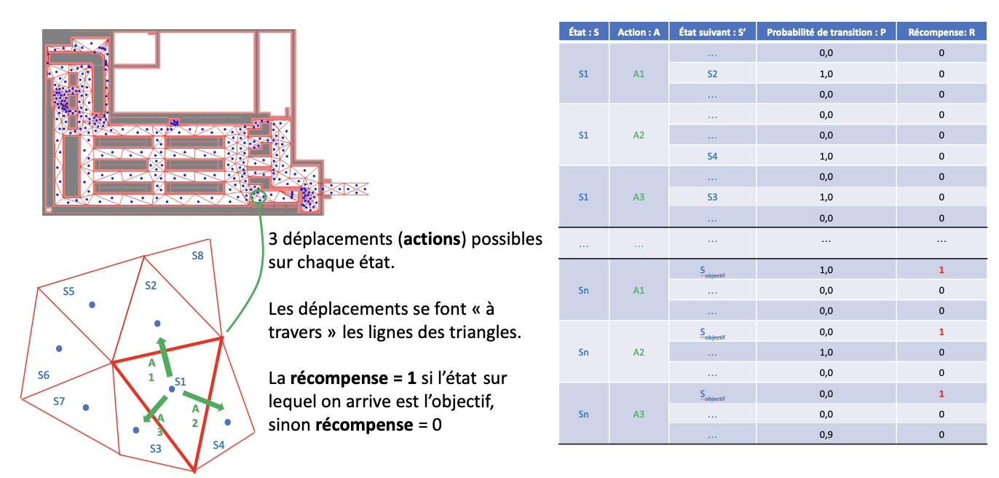 3 déplacements (actions) possibles
sur chaque état.
Les déplacements se font « à
travers » les lignes des triangles.
La récompense = 1 si l’état sur
lequel on arrive est l’objectif,
sinon récompense = 0
S8
S2
S5
S6
S7
A
1
S1
A
2
A
3
S3
S4
État : S Action : A État suivant : S’ Probabilité de transition : P Récompense: R
… 0,0 0
S1 A1 S2 1,0 0
… 0,0 0
… 0,0 0
S1 A2 … 0,0 0
S4 1,0 0
… 0,0 0
S1 A3 S3 1,0 0
… 0,0 0
… … … … …
Sobjectif 1,0 1
Sn A1 … 0,0 0
… 0,0 0
Sobjectif 0,0 1
Sn A2 … 1,0 0
… 0,0 0
Sobjectif 0,0 1
Sn A3 … 0,0 0
… 0,9 0